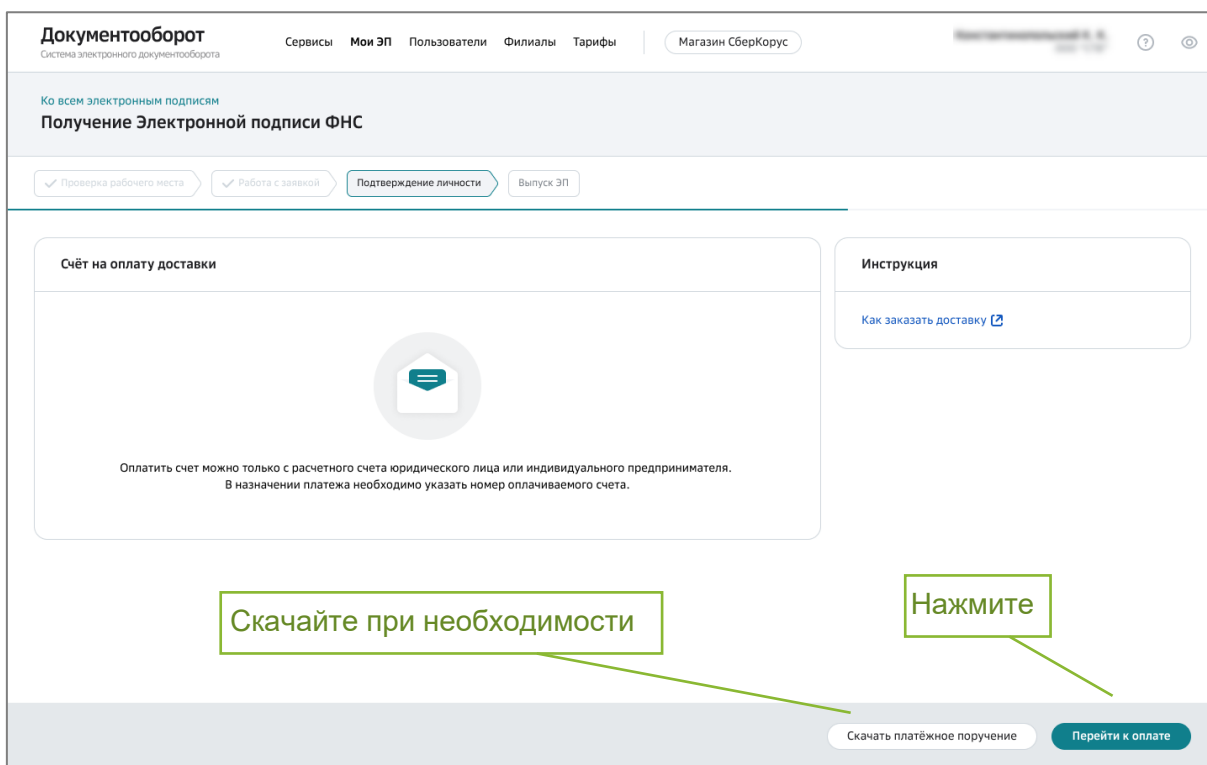 Документооборот
Система электронного документооборота
Сервисы Мои ЭП Пользователи Филиалы Тарифы Магазин СберКорус
Ко всем электронным подписям
Получение Электронной подписи ФНС
Проверка рабочего места Работа с заявкой Подтверждение личности Выпуск ЭП
Счёт на оплату доставки
Инструкция
Как заказать доставку
Оплатить счет можно только с расчетного счета юридического лица или индивидуального предпринимателя.
В назначении платежа необходимо указать номер оплачиваемого счета.
Скачайте при необходимости
Нажмите
Скачать платёжное поручение Перейти к оплате